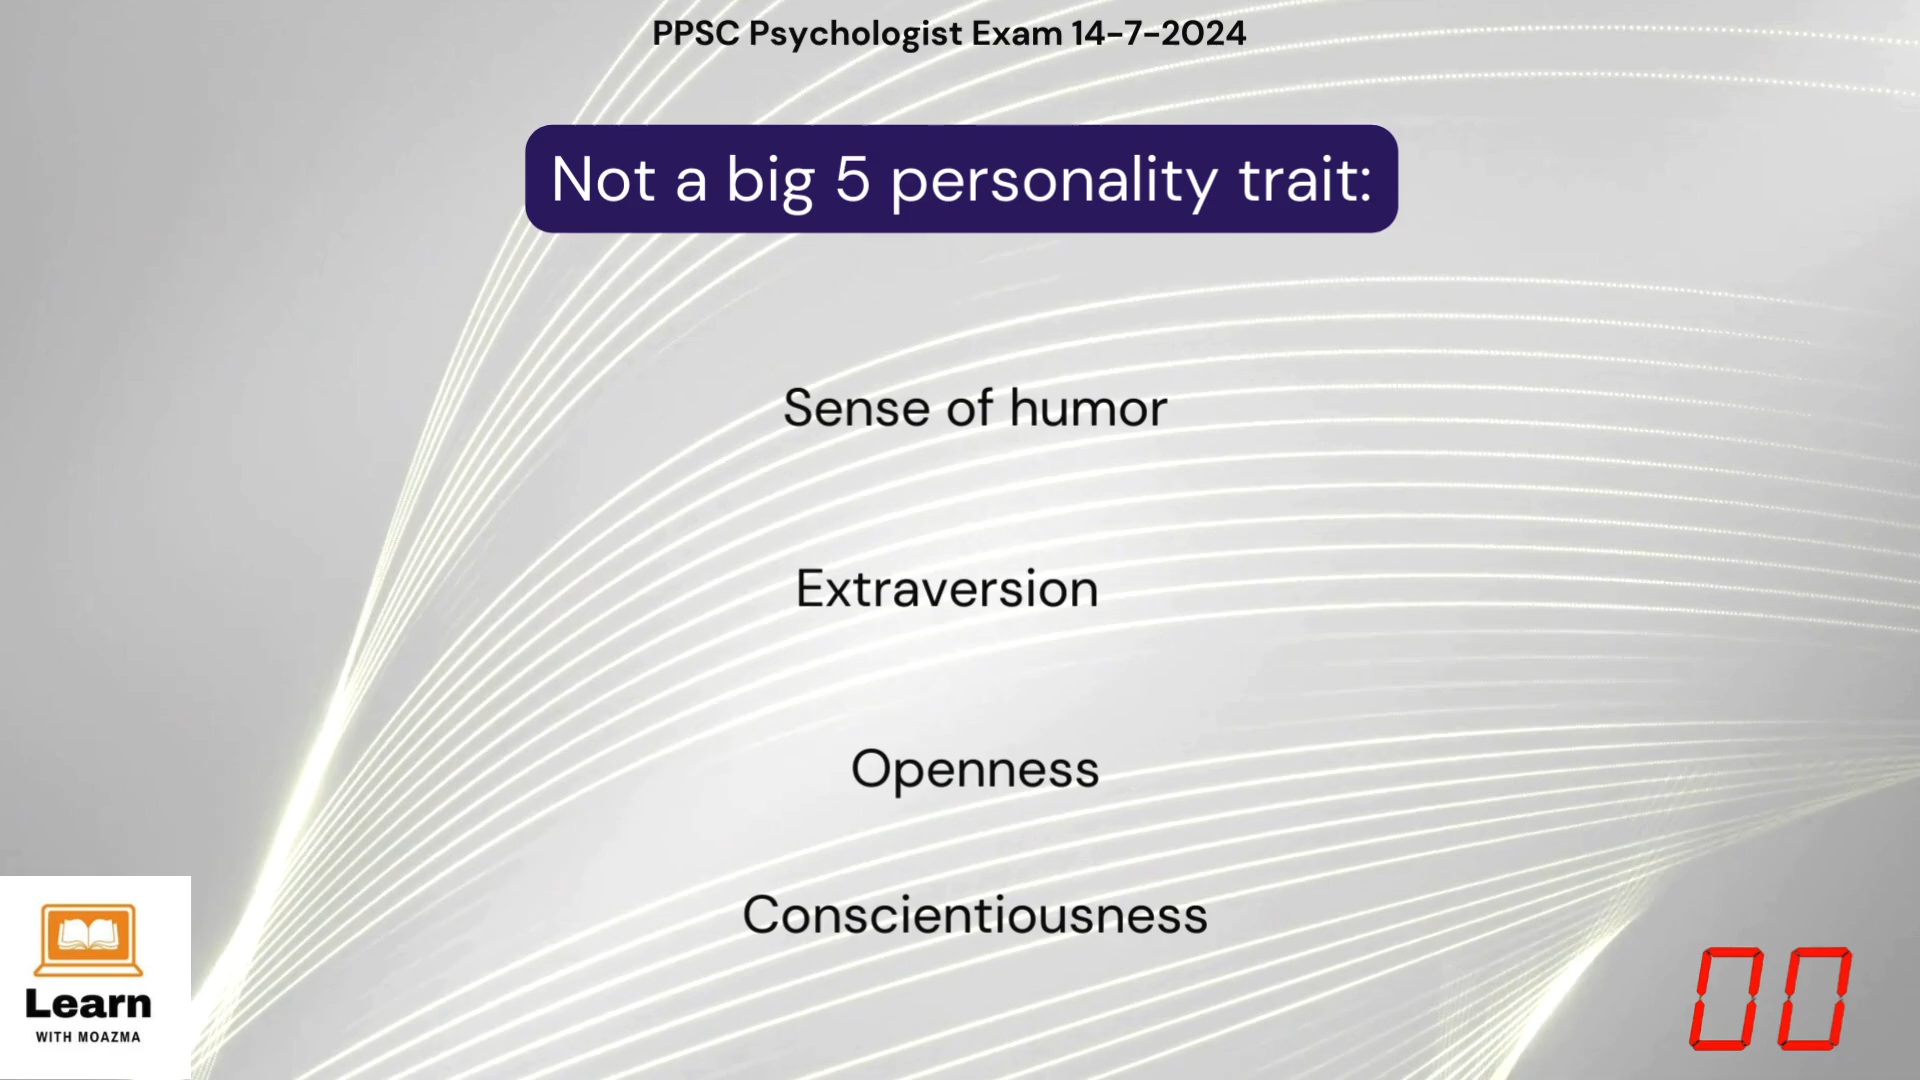 PPSC Psychologist Exam 14-7-2024
Not a big 5 personality trait:
Sense of humor
Extraversion
Openness
Conscientiousness
Learn
WITH MOAZMA
00